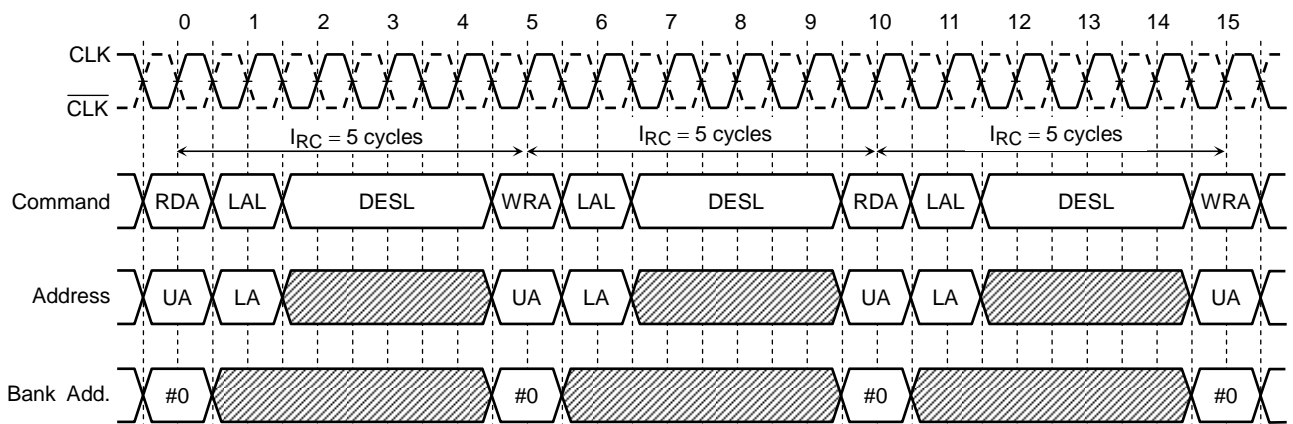 0 1 2 3 4 5 6 7 8 9 10 11 12 13 14 15
CLK
CLK
IRC = 5 cycles IRC = 5 cycles IRC = 5 cycles
Command RDA LAL DESL WRA LAL DESL RDA LAL DESL WRA
Address UA LA UA LA UA LA UA
Bank Add. #0 #0 #0 #0